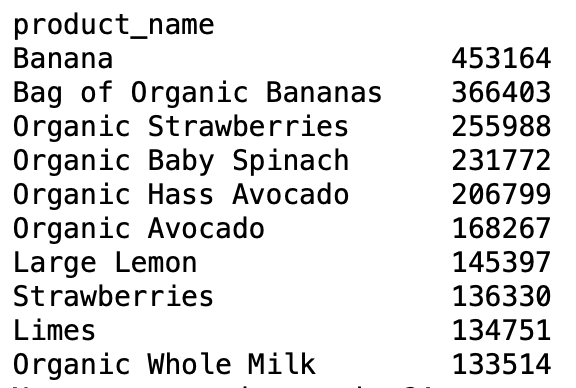 product_name
Banana 453164
Bag of Organic Bananas 366403
Organic Strawberries 255988
Organic Baby Spinach 231772
Organic Hass Avocado 206799
Organic Avocado 168267
Large Lemon 145397
Strawberries 136330
Limes 134751
Organic Whole Milk 133514